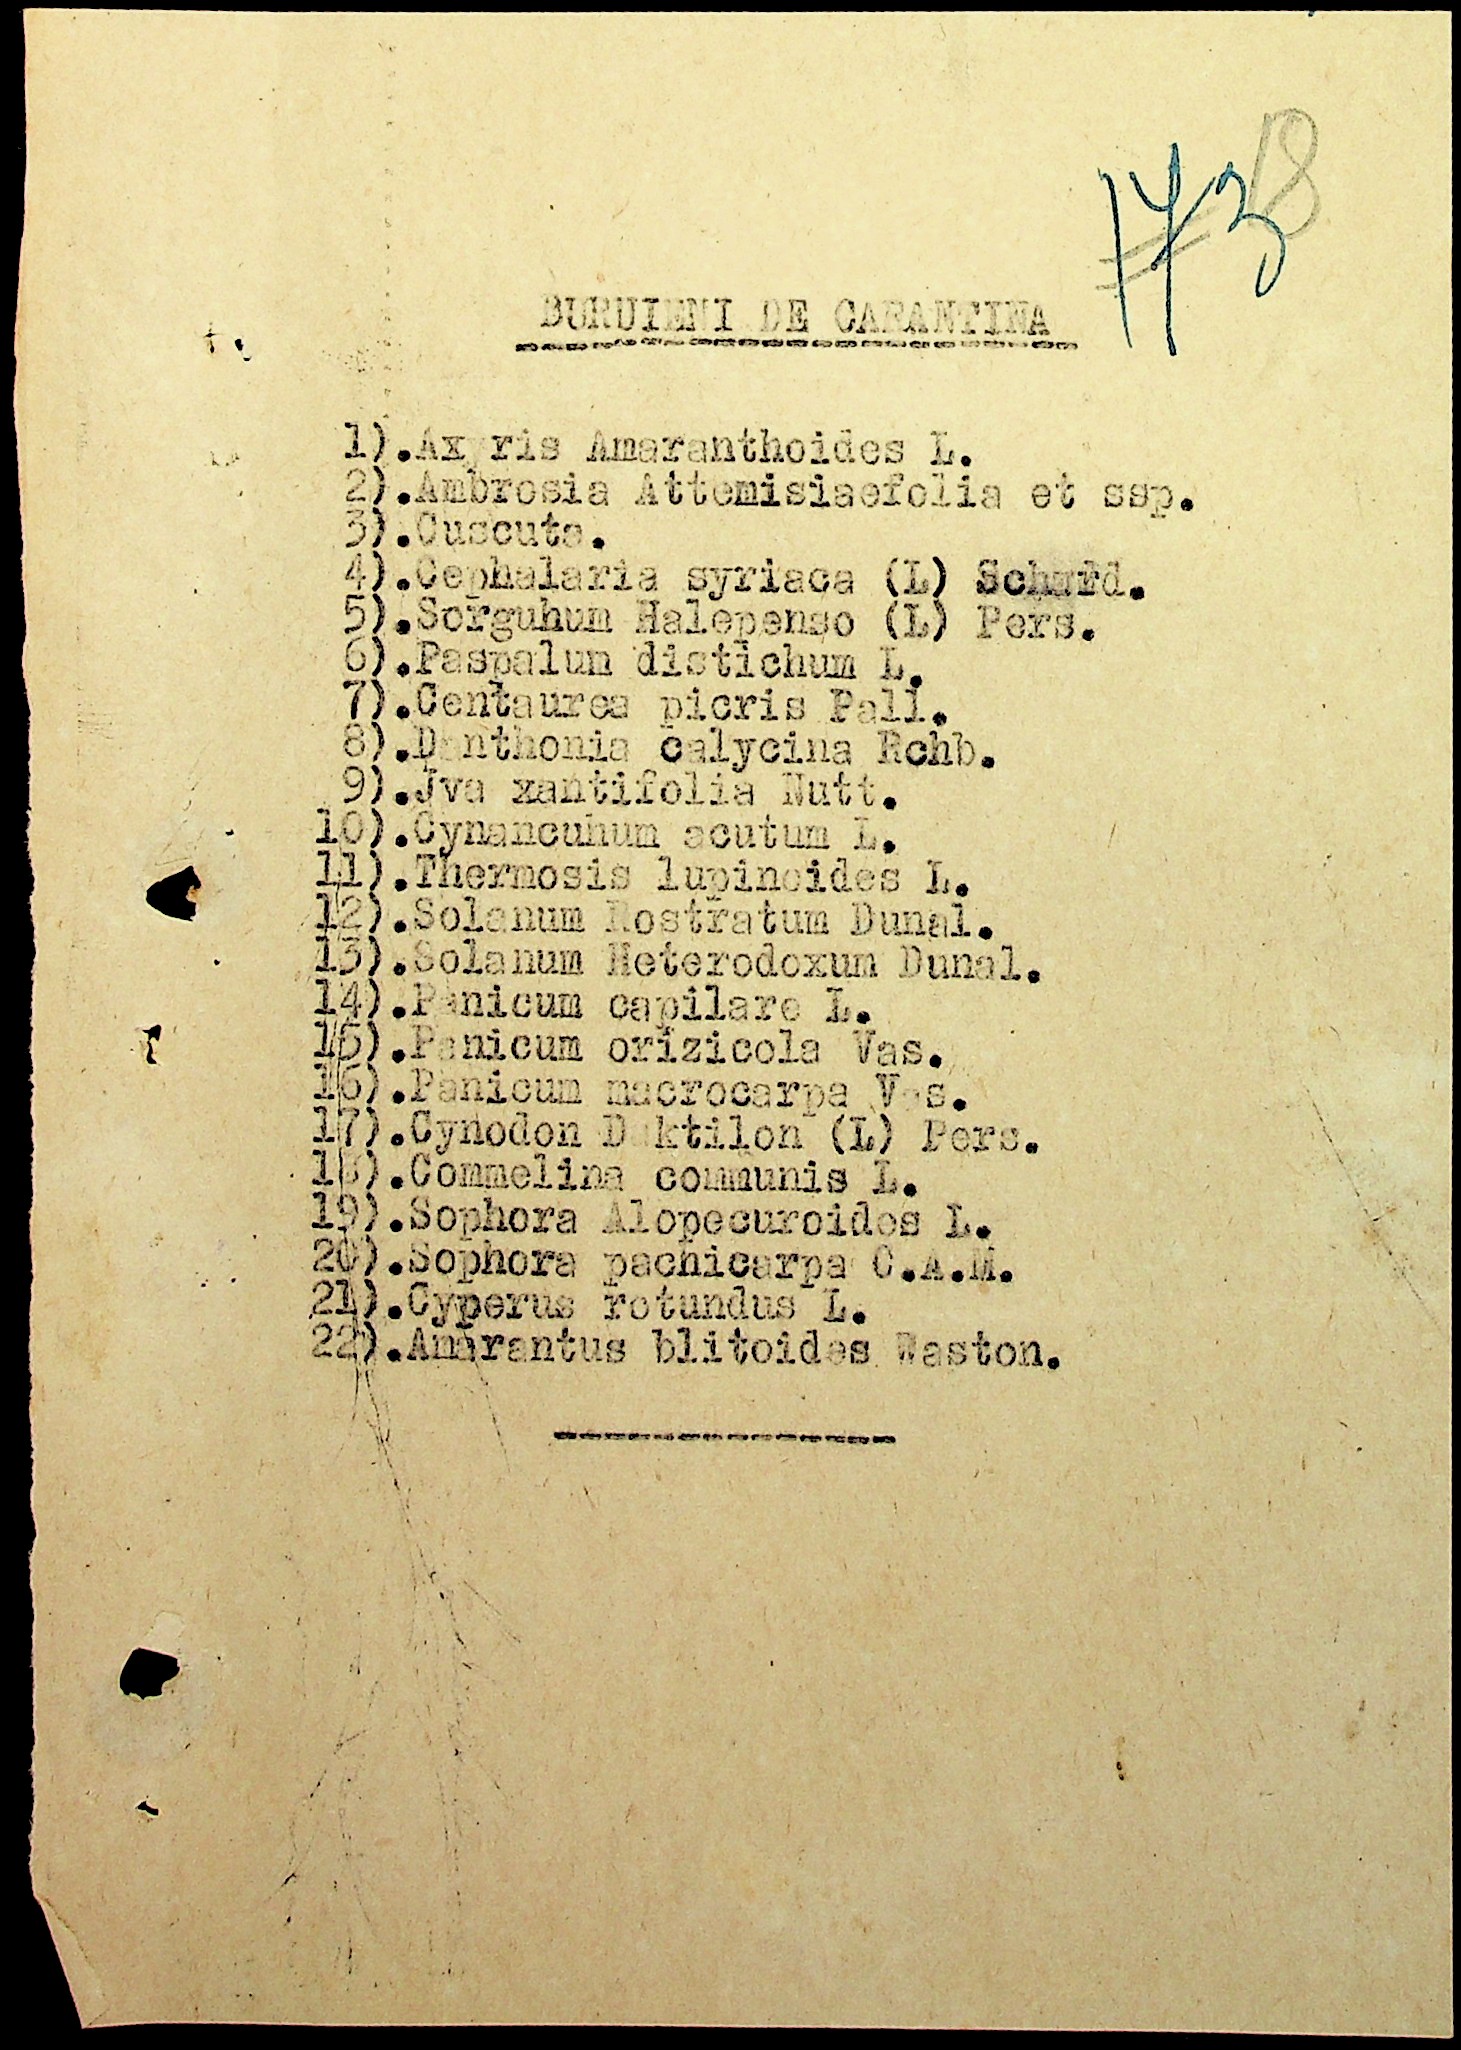 18
173
BURUIENI DE CARANTINA
1).Axyris Amaranthoides L.
2).Ambrosia Attemisiaefolia et ssp.
3).Cuscuta.
4).Cephalaria syriaca (L)
5).Sorguhum Halepenso (L) Pers.
6).Paspalum distichum L.
7).Centaurea picris Pall.
8).Danthonia calycina Rchb.
9).Jva xantifolia Nutt.
10).Cynancuhum acutum L.
11).Thermosis lupinoides L.
12).Solanum Rostratum Dunal.
13).Solanum Heterodoxum Dunal.
14).Panicum capilare L.
15).Panicum orizicola Vas.
16).Panicum macrocarpa Vas.
17).Cynodon Daktilon (L) Pers.
18).Commelina communis L.
19).Sophora Alopecuroides L.
20).Sophora pachicarpa C.A.M.
21).Cyperus rotundus L.
22).Amarantus blitoides Waston.